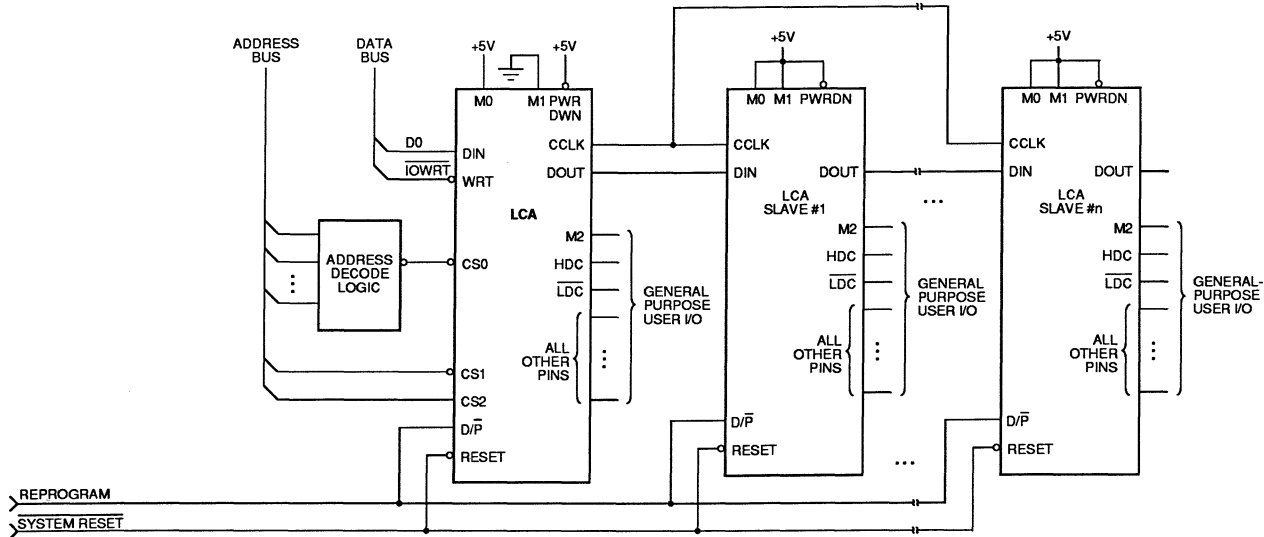 ADDRESS
BUS
DATA
BUS
+5V
+5V
M0
M1
PWR
DWN
D0
DIN
IOWRT
WRT
CCLK
DOUT
LCA
ADDRESS
DECODE
LOGIC
CS0
M2
HDC
LDC
GENERAL
PURPOSE
USER I/O
ALL
OTHER
PINS
CS1
CS2
D/P
RESET
+5V
M0
M1
PWRDN
CCLK
DIN
DOUT
LCA
SLAVE #1
M2
HDC
LDC
GENERAL
PURPOSE
USER I/O
ALL
OTHER
PINS
D/P
RESET
...
...
+5V
M0
M1
PWRDN
CCLK
DIN
DOUT
LCA
SLAVE #n
M2
HDC
LDC
GENERAL-
PURPOSE
USER I/O
ALL
OTHER
PINS
D/P
RESET
REPROGRAM
SYSTEM RESET